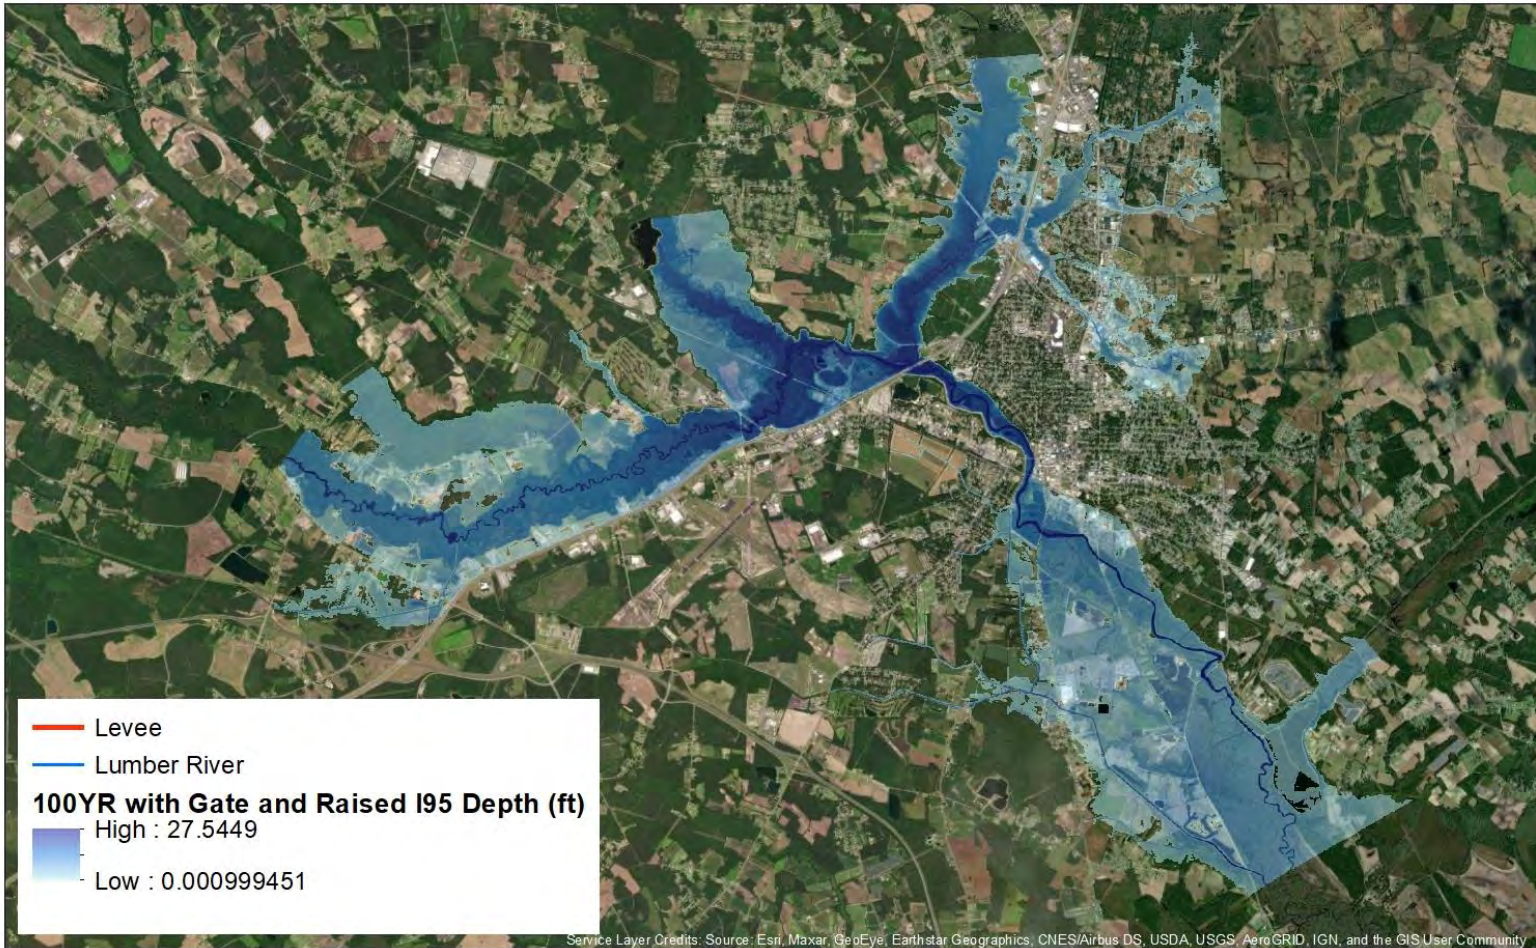 Levee
Lumber River
100YR with Gate and Raised I95 Depth (ft)
High : 27.5449
Low : 0.000999451
Service Layer Credits: Source: Esri, Maxar, GeoEye, Earthstar Geographics, CNES/Airbus DS, USDA, USGS, AeroGRID, IGN, and the GIS User Community